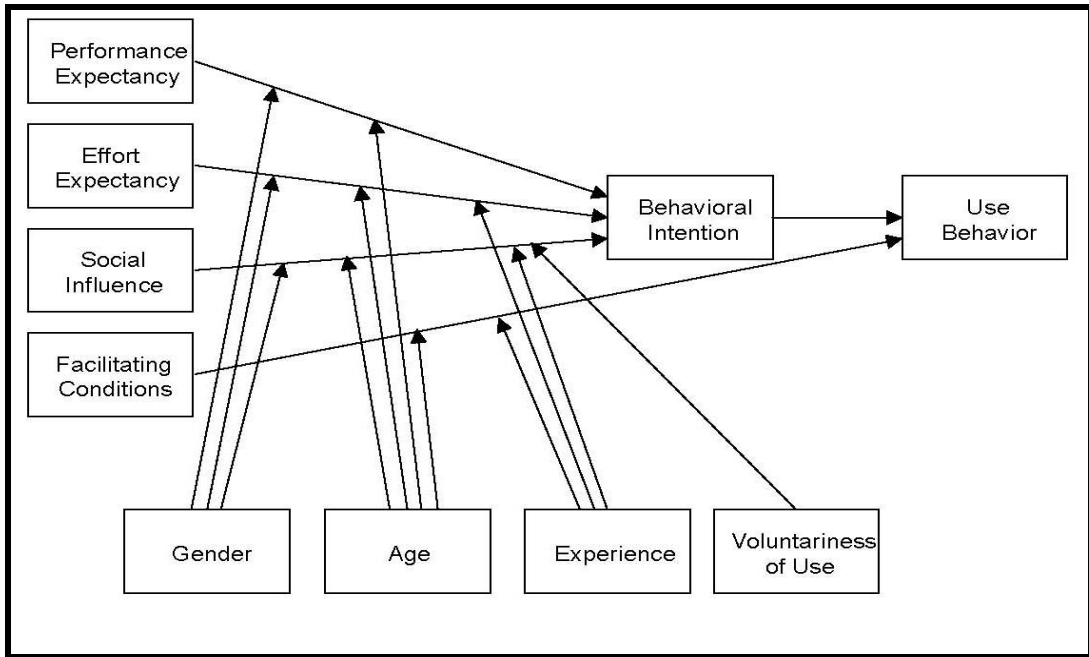 Performance
Expectancy
Effort
Expectancy
Social
Influence
Facilitating
Conditions
Behavioral
Intention
Use
Behavior
Gender
Age
Experience
Voluntariness
of Use